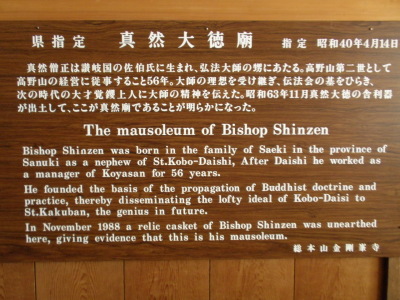 県指定 真然大徳廟 指定 昭和40年4月14日
真然僧正は讃岐国の佐伯氏に生まれ、弘法大師の甥にあたる。高野山第二世として
高野山の経営に従事すること56年。大師の理想を受け継ぎ、伝法会の基をひらき、
次の時代の大才覚鑁上人に大師の精神を伝えた。昭和63年11月真然大徳の舎利器
が出土して、ここが真然廟であることが明らかになった。
The mausoleum of Bishop Shinzen
Bishop Shinzen was born in the family of Saeki in the province of
Sanuki as a nephew of St.Kobo-Daishi, After Daishi he worked as
a manager of Koyasan for 56 years.
He founded the basis of the propagation of Buddhist doctrine and
practice, thereby disseminating the lofty ideal of Kobo-Daisi to
St.Kakuban, the genius in future.
In November 1988 a relic casket of Bishop Shinzen was unearthed
here, giving evidence that this is his mausoleum.
総本山金剛峯寺